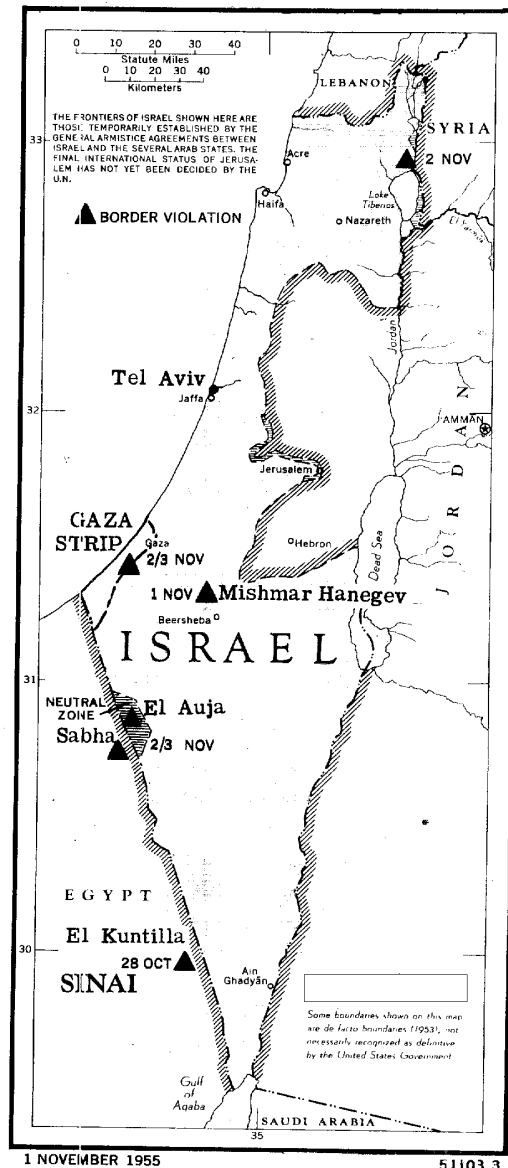 10 0 10 20 30 40
Statute Miles
10 0 10 20 30 40
Kilometers
LEBANON
THE FRONTIERS OF ISRAEL SHOWN HERE ARE
THOSE TEMPORARILY ESTABLISHED BY THE
GENERAL ARMISTICE AGREEMENTS BETWEEN
ISRAEL AND THE SEVERAL ARAB STATES. THE
FINAL INTERNATIONAL STATUS OF JERUSA-
LEM HAS NOT YET BEEN DECIDED BY THE
U.N.
33
SYRIA
Acre
2 NOV
Lake
Tiberias
Haifa
BORDER VIOLATION
Nazareth
El Yarmūk
Jordan
Tel Aviv
Jaffa
32
AMMAN
JORDAN
Jerusalem
GAZA
STRIP
Gaza
2/3 NOV
Hebron
Dead Sea
1 NOV
Mishmar Hanegev
Beersheba
ISRAEL
31
NEUTRAL
ZONE
El Auja
Sabha
2/3 NOV
EGYPT
El Kuntilla
30
28 OCT
SINAI
Ain
Ghadyān
Some boundaries shown on this map
are de facto boundaries (1953), not
necessarily recognized as definitive
by the United States Government
Gulf
of
Aqaba
SAUDI ARABIA
35
1 NOVEMBER 1955
51103 3